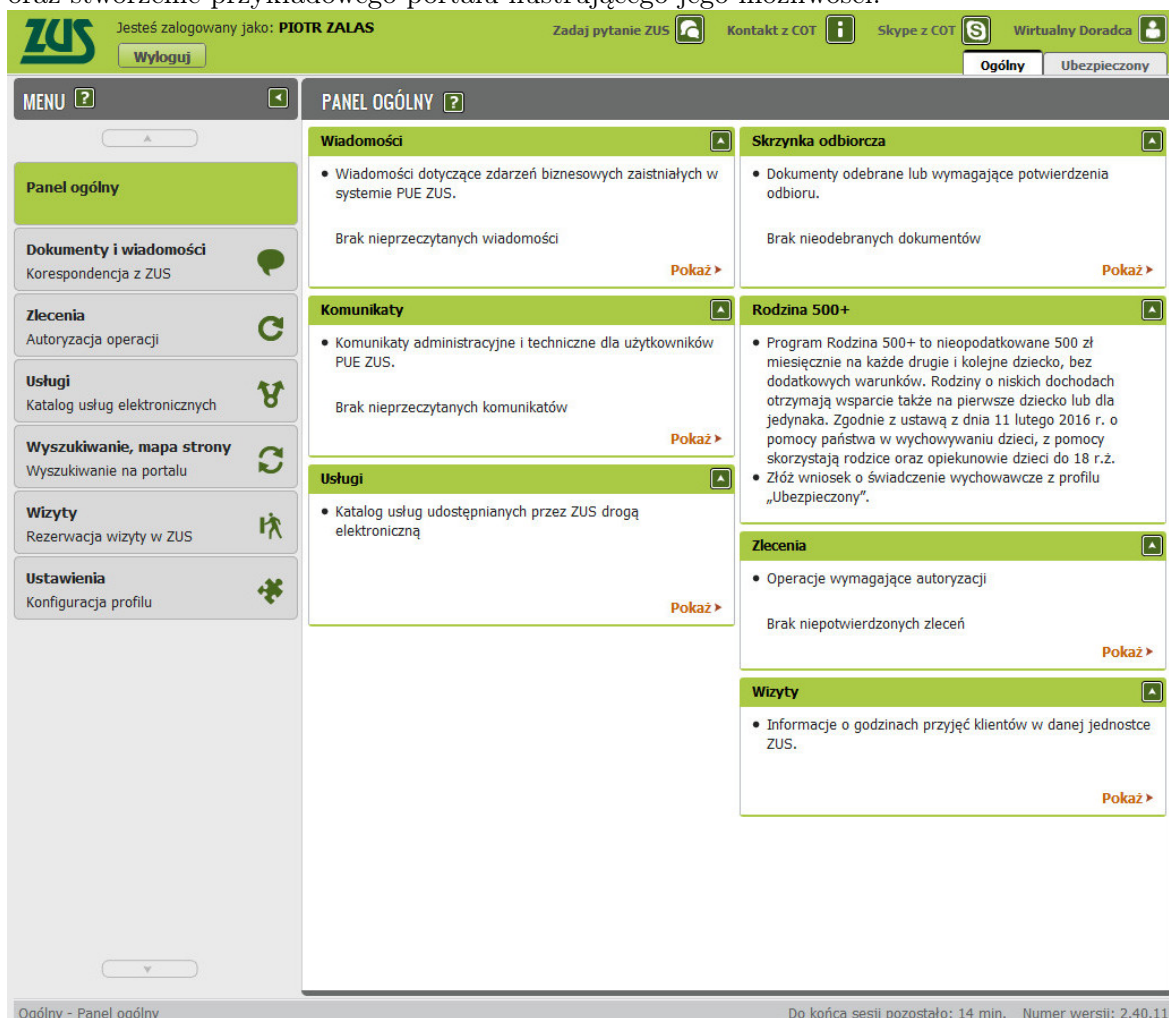 oraz stworzenie przykładowego portalu ilustrującego jego możliwości.
ZUS
Jesteś zalogowany jako: PIOTR ZALAS
Wyloguj
Zadaj pytanie ZUS
Kontakt z COT
Skype z COT
Wirtualny Doradca
Ogólny
Ubezpieczony
MENU ?
PANEL OGÓLNY ?
Panel ogólny
Dokumenty i wiadomości
Korespondencja z ZUS
Zlecenia
Autoryzacja operacji
Usługi
Katalog usług elektronicznych
Wyszukiwanie, mapa strony
Wyszukiwanie na portalu
Wizyty
Rezerwacja wizyty w ZUS
Ustawienia
Konfiguracja profilu
Wiadomości
• Wiadomości dotyczące zdarzeń biznesowych zaistniałych w
systemie PUE ZUS.
Brak nieprzeczytanych wiadomości
Pokaż
Komunikaty
• Komunikaty administracyjne i techniczne dla użytkowników
PUE ZUS.
Brak nieprzeczytanych komunikatów
Pokaż
Usługi
• Katalog usług udostępnianych przez ZUS drogą
elektroniczną
Pokaż
Skrzynka odbiorcza
• Dokumenty odebrane lub wymagające potwierdzenia
odbioru.
Brak nieodebranych dokumentów
Pokaż
Rodzina 500+
• Program Rodzina 500+ to nieopodatkowane 500 zł
miesięcznie na każde drugie i kolejne dziecko, bez
dodatkowych warunków. Rodziny o niskich dochodach
otrzymają wsparcie także na pierwsze dziecko lub dla
jedynaka. Zgodnie z ustawą z dnia 11 lutego 2016 r. o
pomocy państwa w wychowywaniu dzieci, z pomocy
skorzystają rodzice oraz opiekunowie dzieci do 18 r.ż.
• Złóż wniosek o świadczenie wychowawcze z profilu
„Ubezpieczony”.
Zlecenia
• Operacje wymagające autoryzacji
Brak niepotwierdzonych zleceń
Pokaż
Wizyty
• Informacje o godzinach przyjęć klientów w danej jednostce
ZUS.
Pokaż
Ogólny - Panel ogólny
Do końca sesji pozostało: 14 min. Numer wersji: 2.40.11